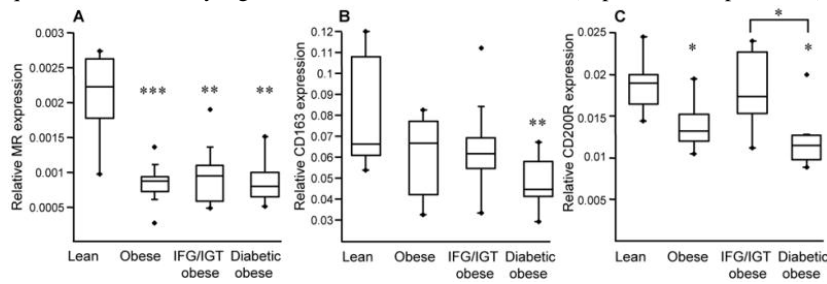 A
Relative MR expression
0.003
0.0025
0.002
0.0015
0.001
0.0005
***
**
**
Lean
Obese
IFG/IGT
obese
Diabetic
obese
B
Relative CD163 expression
0.12
0.11
0.10
0.09
0.08
0.07
0.06
0.05
0.04
0.03
**
Lean
Obese
IFG/IGT
obese
Diabetic
obese
C
Relative CD200R expression
0.025
0.02
0.015
0.01
0.005
*
*
*
Lean
Obese
IFG/IGT
obese
Diabetic
obese